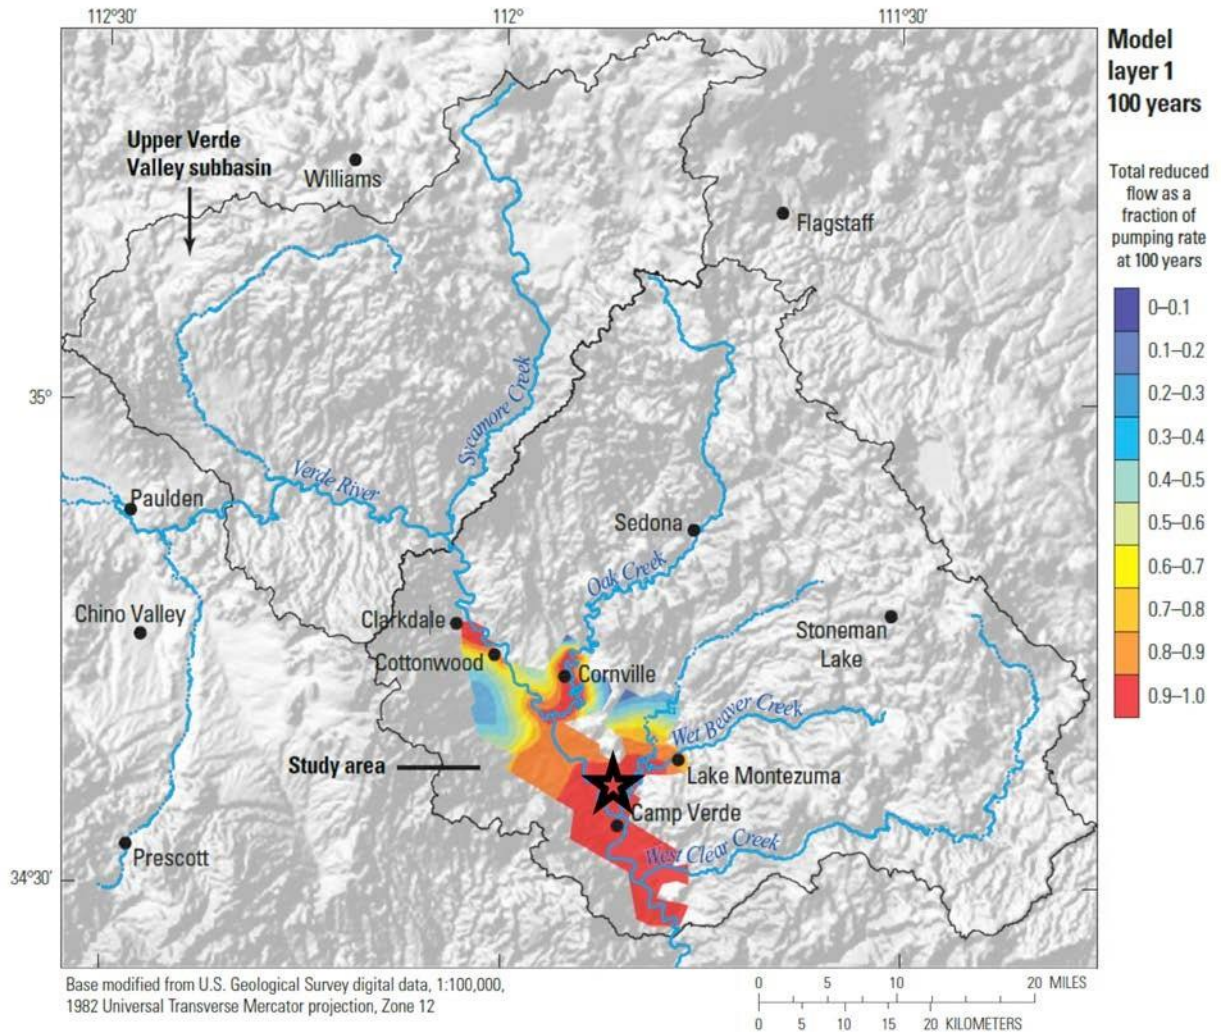 112°30'
112°
111°30'
Model
layer 1
100 years
Upper Verde
Valley subbasin
Williams
Flagstaff
Total reduced
flow as a
fraction of
pumping rate
at 100 years
0–0.1
0.1–0.2
0.2–0.3
0.3–0.4
0.4–0.5
0.5–0.6
0.6–0.7
0.7–0.8
0.8–0.9
0.9–1.0
35°
Sycamore Creek
Verde River
Paulden
Sedona
Oak Creek
Chino Valley
Clarkdale
Stoneman
Lake
Cottonwood
Cornville
Wet Beaver Creek
Study area
Lake Montezuma
Camp Verde
West Clear Creek
Prescott
34°30'
Base modified from U.S. Geological Survey digital data, 1:100,000,
1982 Universal Transverse Mercator projection, Zone 12
0 5 10 20 MILES
0 5 10 15 20 KILOMETERS